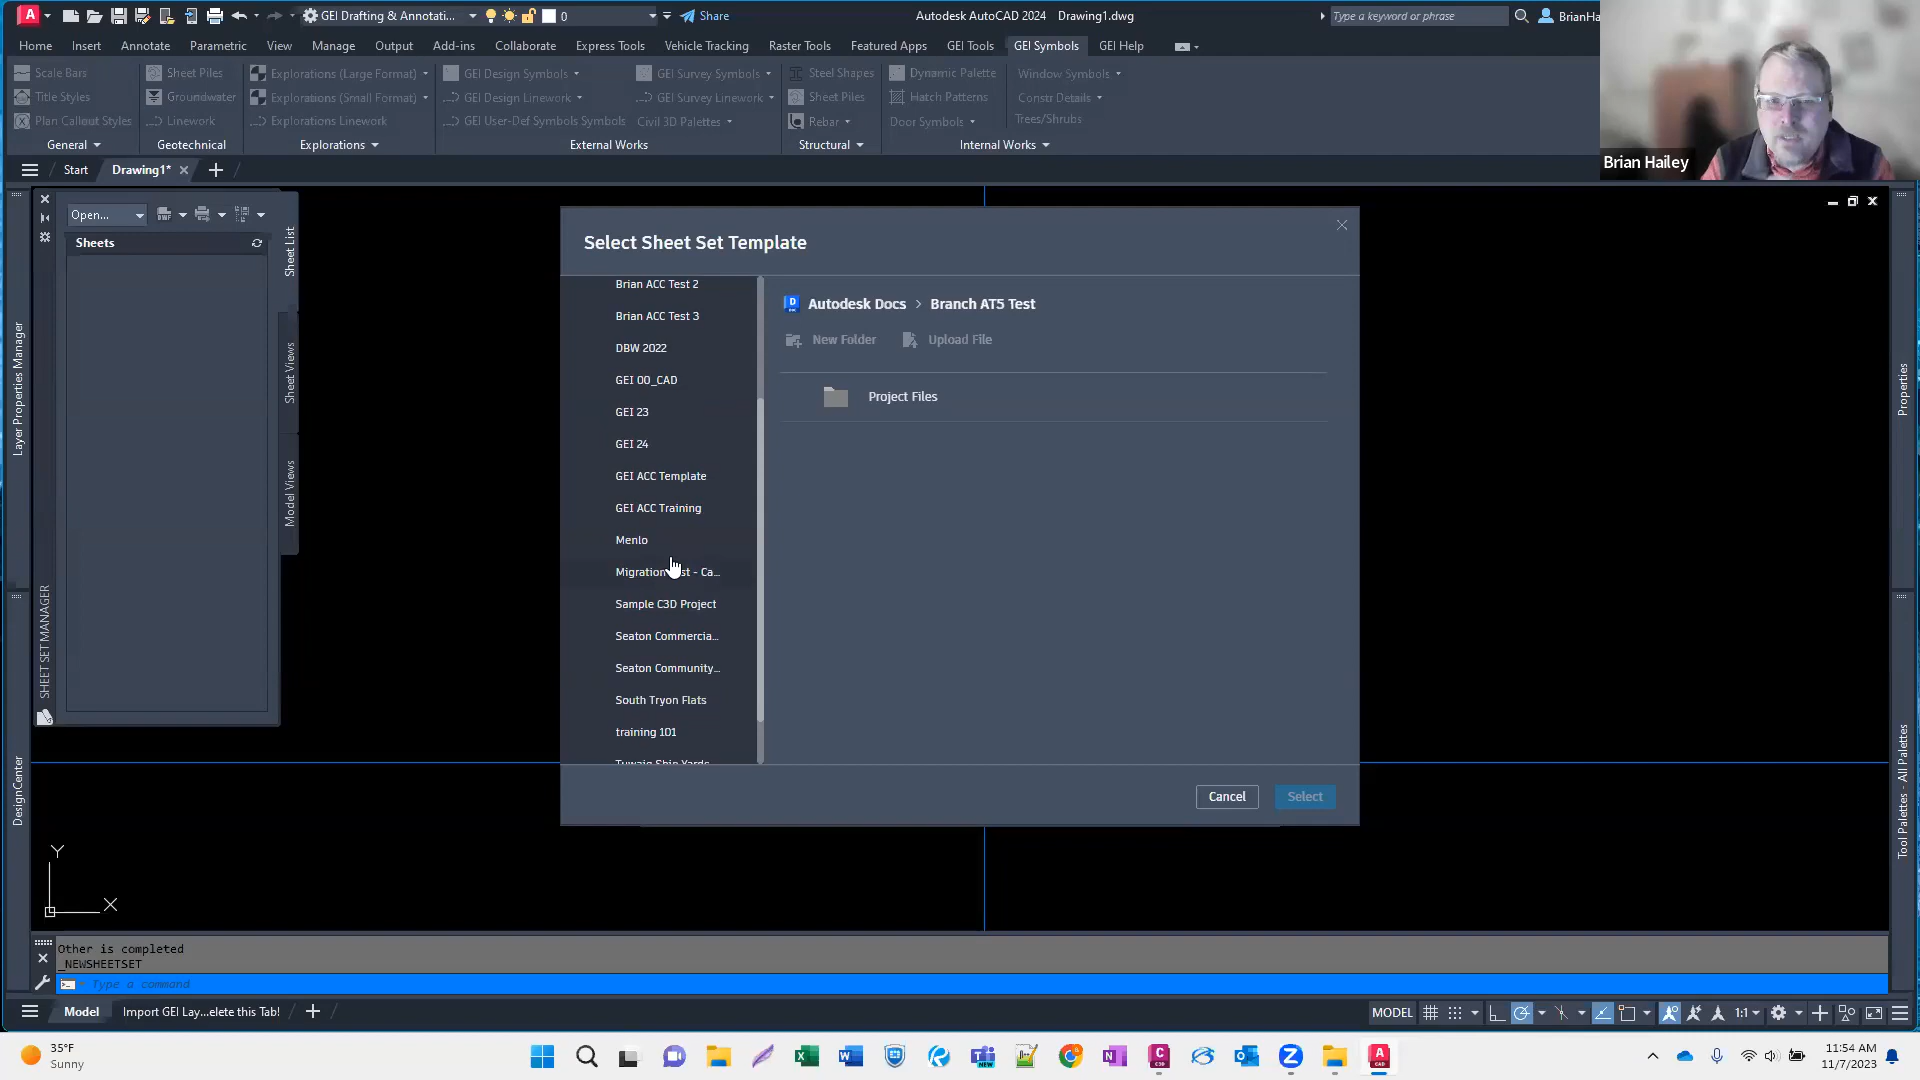 GEI Drafting & Annotati... 0 Share Autodesk AutoCAD 2024 Drawing1.dwg Type a keyword or phrase BrianHa
Home Insert Annotate Parametric View Manage Output Add-ins Collaborate Express Tools Vehicle Tracking Raster Tools Featured Apps GEI Tools GEI Symbols GEI Help
Scale Bars Sheet Piles Explorations (Large Format) GEI Design Symbols GEI Survey Symbols Steel Shapes Dynamic Palette Window Symbols
Title Styles Groundwater Explorations (Small Format) GEI Design Linework GEI Survey Linework Sheet Piles Hatch Patterns Constr Details
Plan Callout Styles Linework Explorations Linework GEI User-Def Symbols Symbols Civil 3D Palettes Rebar Door Symbols Trees/Shrubs
General Geotechnical Explorations External Works Structural Internal Works
Brian Hailey
Start Drawing1*
Open...
Sheets
Sheet List
Sheet Views
Model Views
SHEET SET MANAGER
Layer Properties Manager
DesignCenter
Select Sheet Set Template
Brian ACC Test 2
Brian ACC Test 3
DBW 2022
GEI 00_CAD
GEI 23
GEI 24
GEI ACC Template
GEI ACC Training
Menlo
Migration - Ca...
Sample C3D Project
Seaton Commercia...
Seaton Community...
South Tryon Flats
training 101
Autodesk Docs > Branch AT5 Test
New Folder Upload File
Project Files
Cancel Select
Properties
Tool Palettes - All Palettes
Y
X
Other is completed
_NEWSHEETSET
Type a command
Model Import GEI Lay...elete this Tab! MODEL 1:1
35°F
Sunny
11:54 AM
11/7/2023